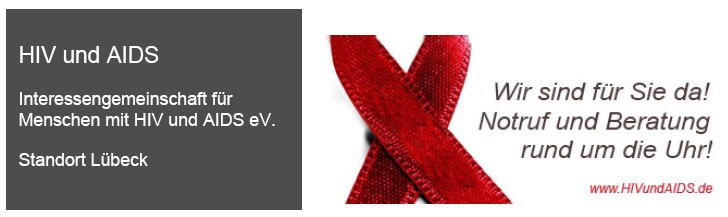 HIV und AIDS
Interessengemeinschaft für
Menschen mit HIV und AIDS eV.
Standort Lübeck
Wir sind für Sie da!
Notruf und Beratung
rund um die Uhr!
www.HIVundAIDS.de